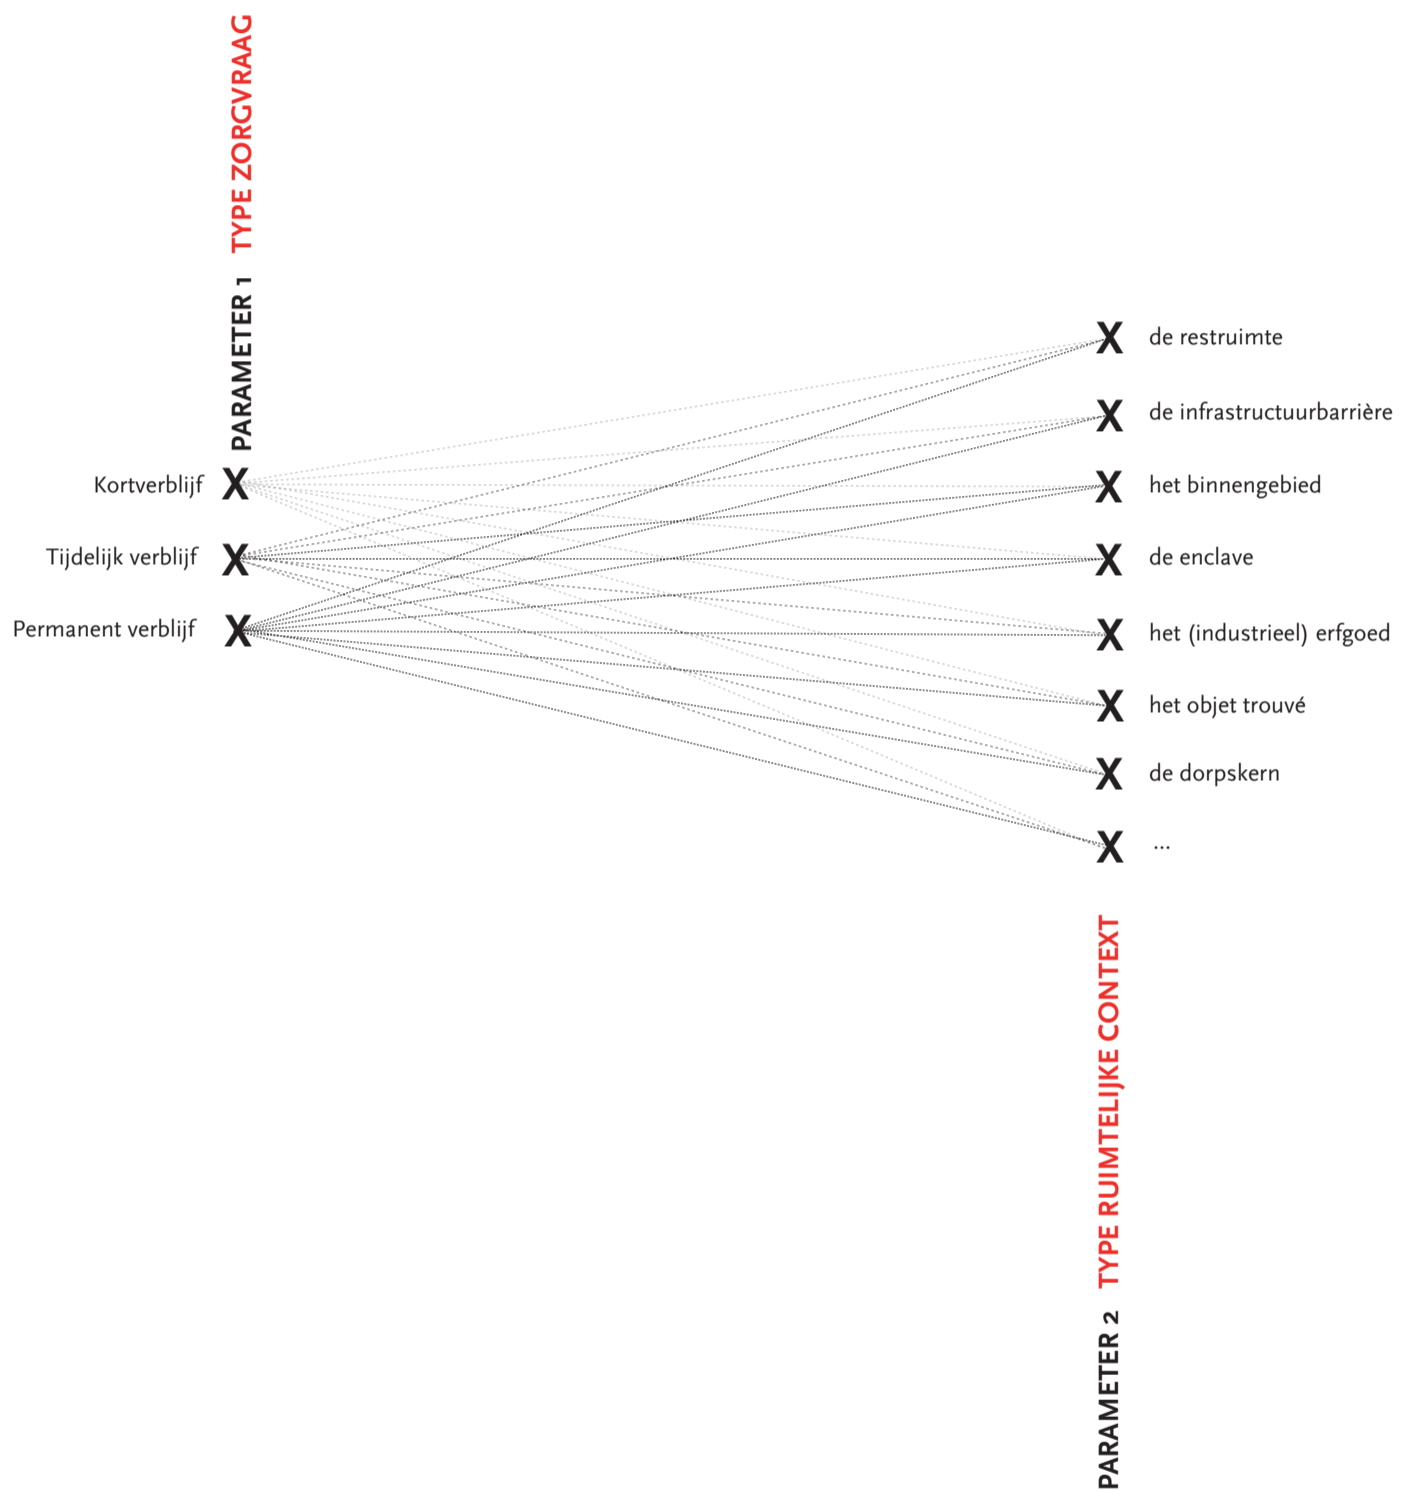 PARAMETER 1 TYPE ZORGVRAAG
Kortverblijf X
Tijdelijk verblijf X
Permanent verblijf X
X de restruimte
X de infrastructuurbarrière
X het binnengebied
X de enclave
X het (industrieel) erfgoed
X het objet trouvé
X de dorpskern
X ...
PARAMETER 2 TYPE RUIMTELIJKE CONTEXT